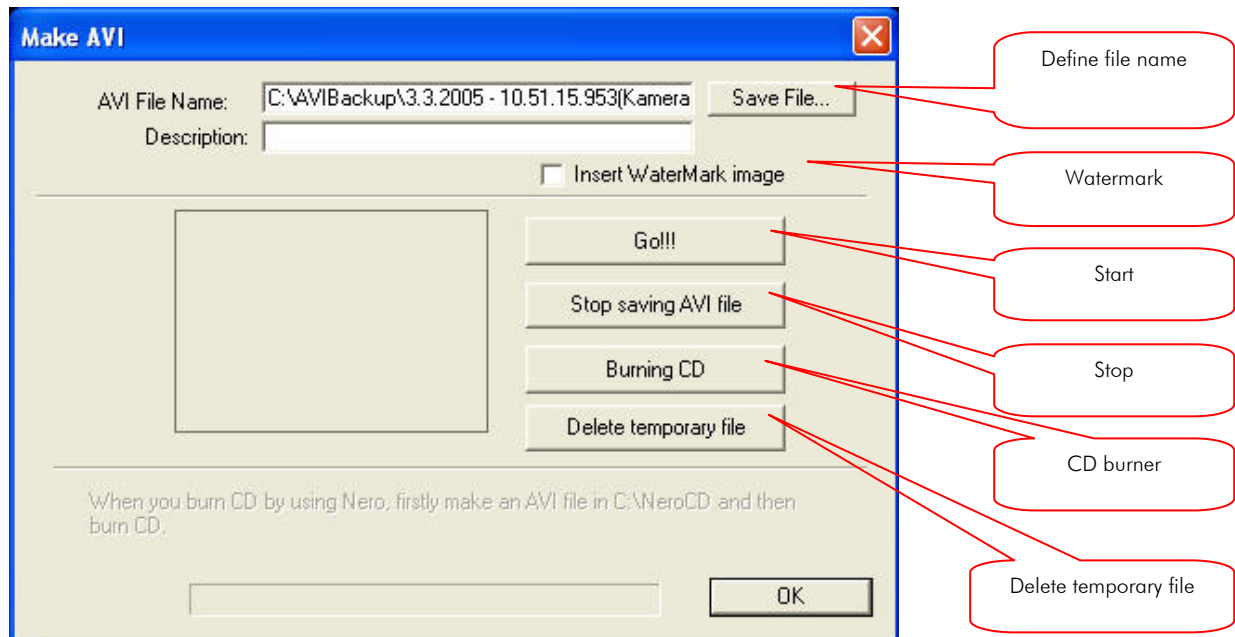 Make AVI
AVI File Name:
C:\AVIBackup\3.3.2005 - 10.51.15.953(Kamera
Save File...
Description:
Insert WaterMark image
Go!!!
Stop saving AVI file
Burning CD
Delete temporary file
When you burn CD by using Nero, firstly make an AVI file in C:\NeroCD and then
burn CD.
OK
Define file name
Watermark
Start
Stop
CD burner
Delete temporary file